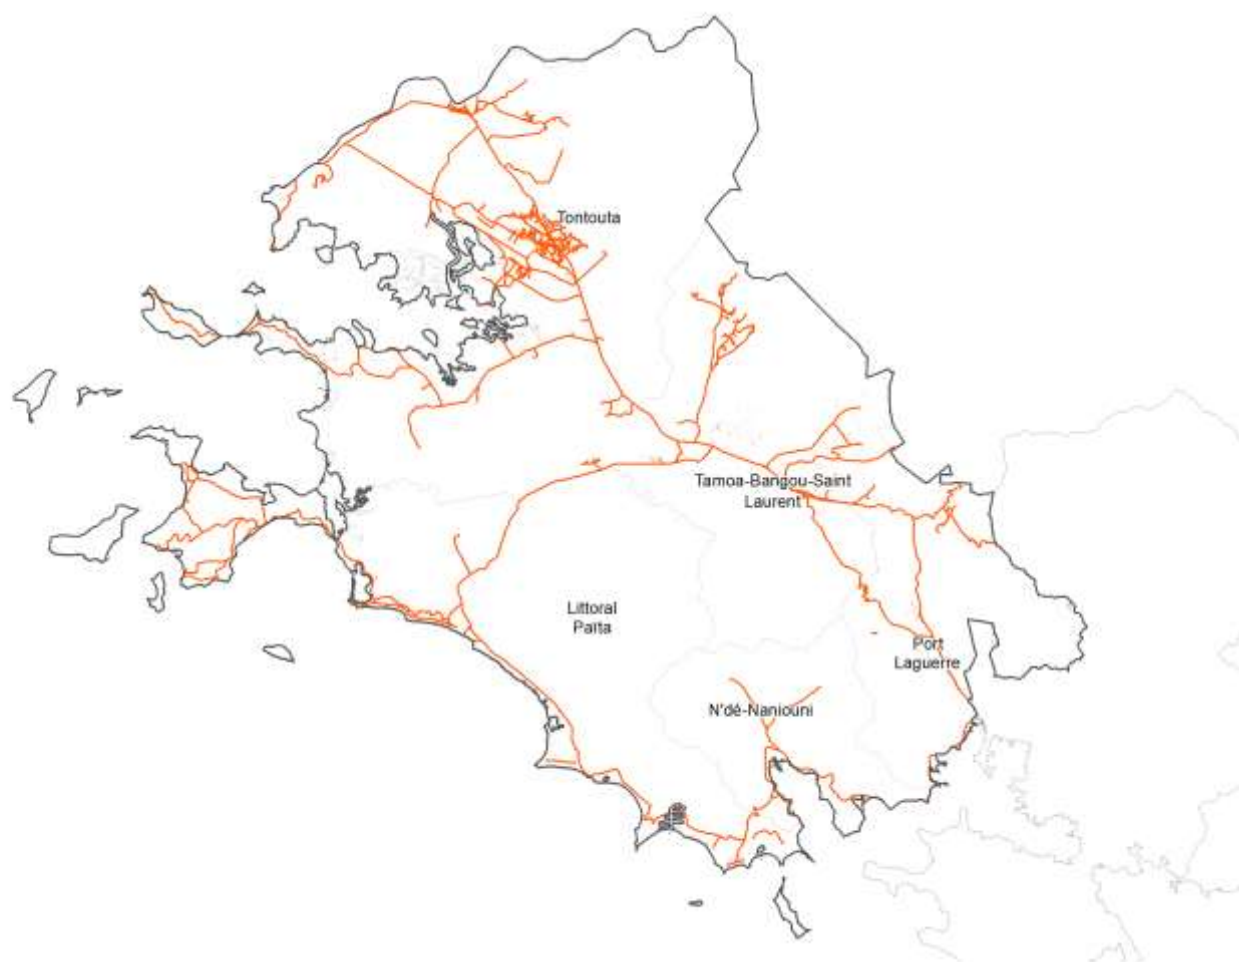 Tontouta
Tamoa-Bangou-Saint
Laurent
Littoral
Païta
Port
Laguerre
N'dé-Naniouni